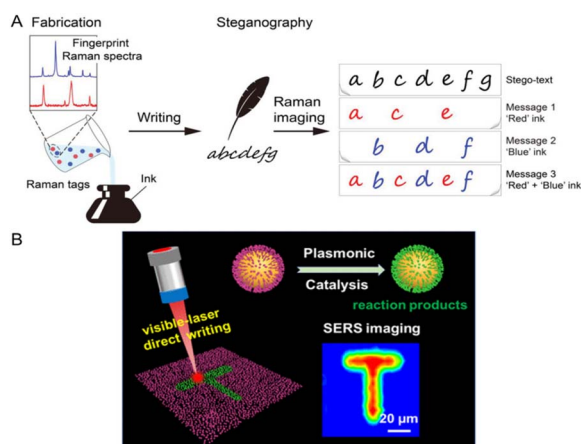 A
Fabrication
Steganography
Fingerprint
Raman spectra
Writing
Raman
imaging
abcdefg
Raman tags
Ink
a b c d e f g
Stego-text
a c e
Message 1
'Red' ink
b d f
Message 2
'Blue' ink
a b c d e f
Message 3
'Red' + 'Blue' ink
B
visible-laser
direct writing
Plasmonic
Catalysis
reaction products
SERS imaging
T
20 µm